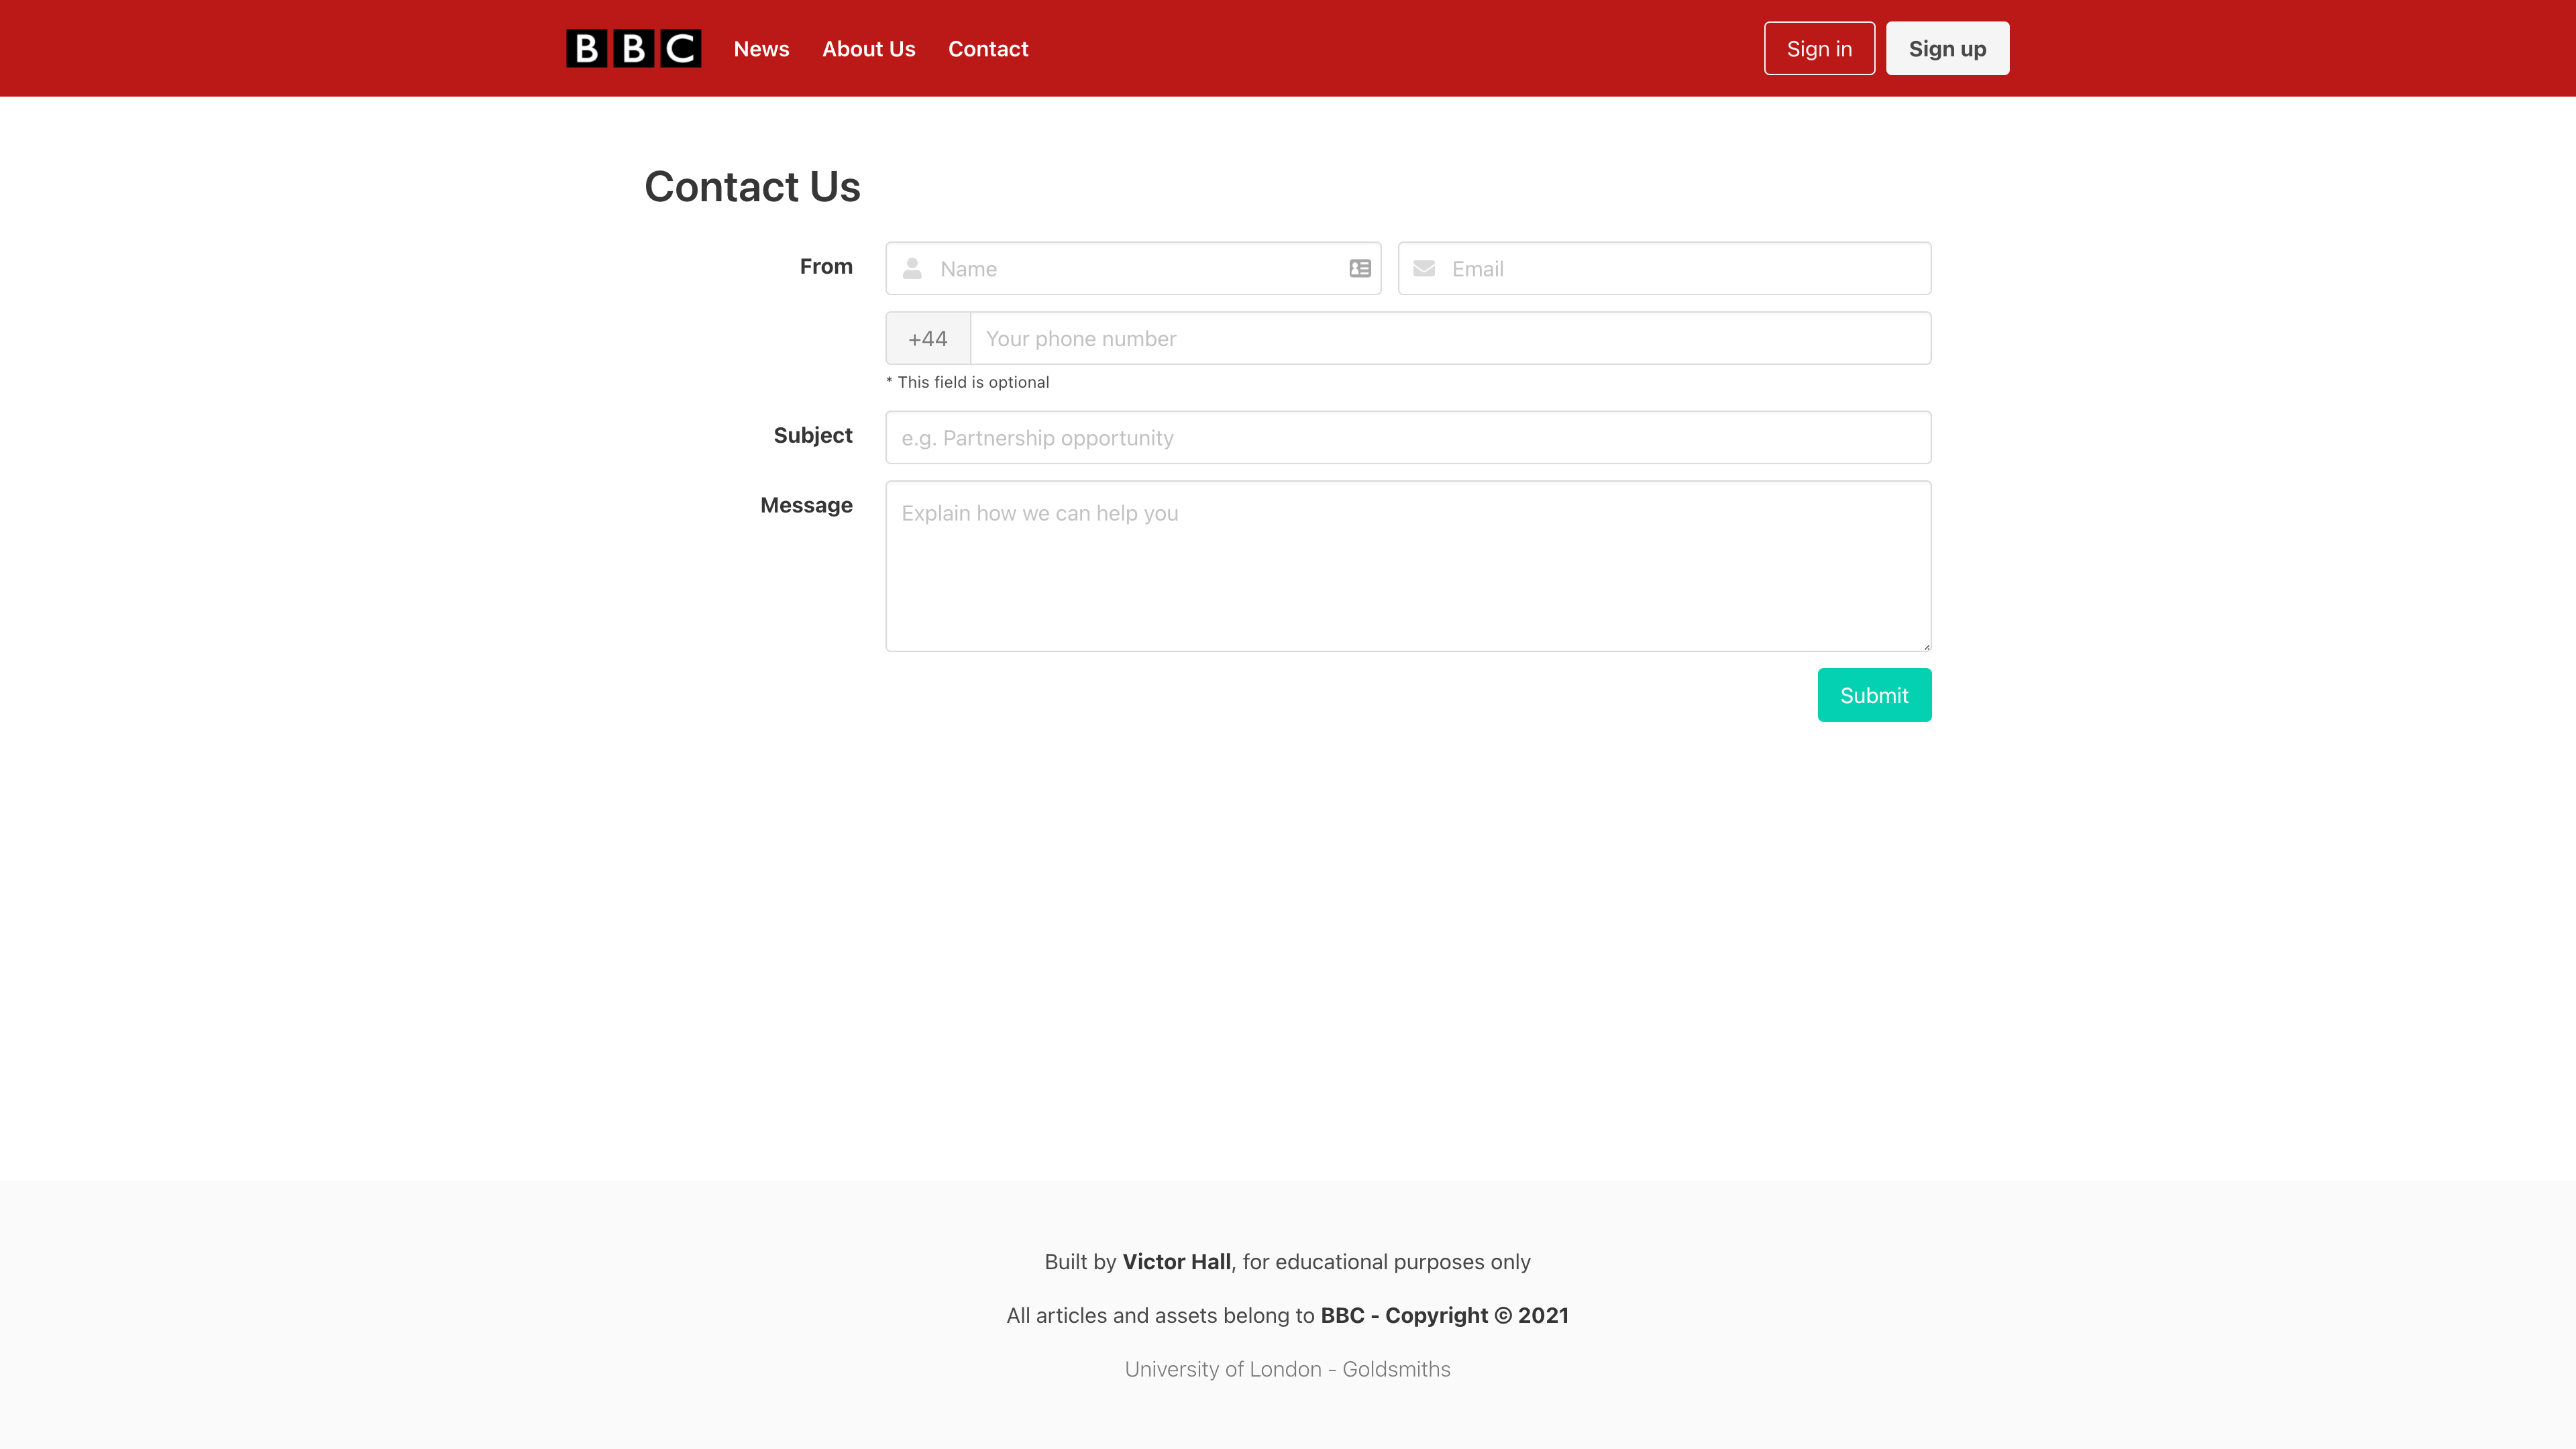 BBC News About Us Contact Sign in Sign up
Contact Us
From Name Email
+44 Your phone number
* This field is optional
Subject e.g. Partnership opportunity
Message Explain how we can help you
Submit
Built by Victor Hall, for educational purposes only
All articles and assets belong to BBC - Copyright © 2021
University of London - Goldsmiths